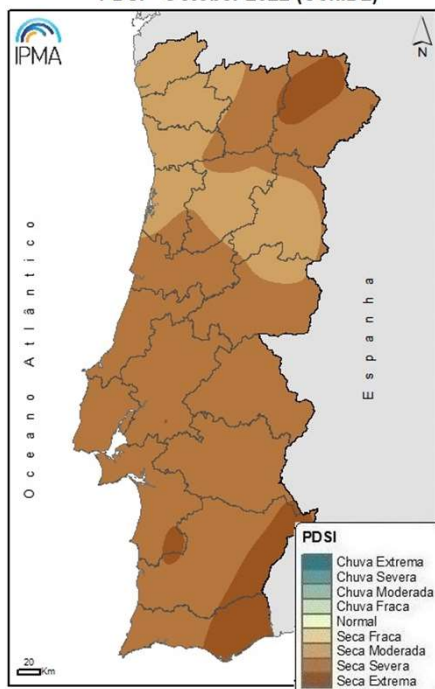 IPMA
N
Oceano Atlântico
Espanha
PDSI
Chuva Extrema
Chuva Severa
Chuva Moderada
Chuva Fraca
Normal
Seca Fraca
Seca Moderada
Seca Severa
Seca Extrema
20
Km